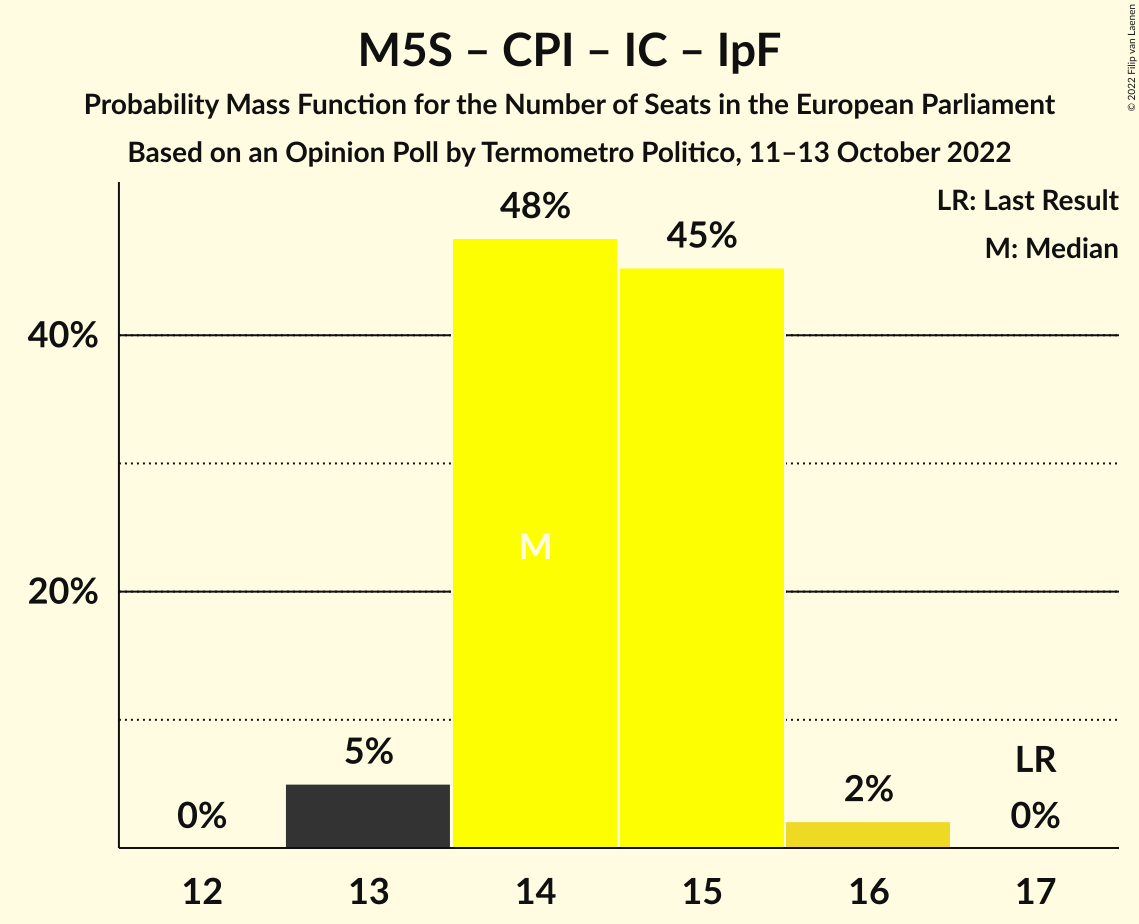 M5S – CPI – IC – IpF
Probability Mass Function for the Number of Seats in the European Parliament
Based on an Opinion Poll by Termometro Politico, 11–13 October 2022
© 2022 Filip van Laenen
LR: Last Result
M: Median
48%
45%
40%
M
20%
5%
2%
LR
0%
0%
12 13 14 15 16 17